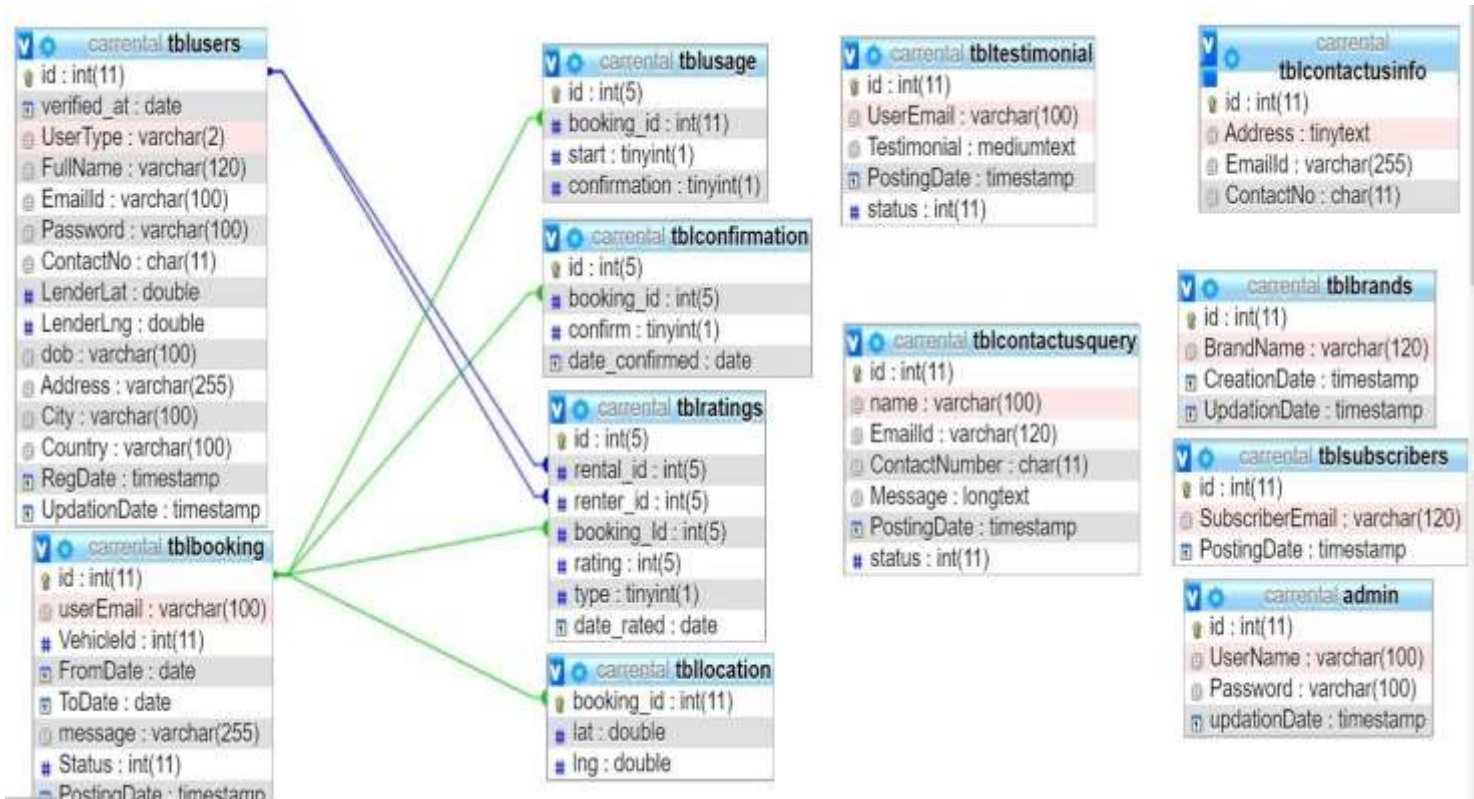 carrental tblusers
id : int(11)
verified_at : date
UserType : varchar(2)
FullName : varchar(120)
EmailId : varchar(100)
Password : varchar(100)
ContactNo : char(11)
LenderLat : double
LenderLng : double
dob : varchar(100)
Address : varchar(255)
City : varchar(100)
Country : varchar(100)
RegDate : timestamp
UpdationDate : timestamp
carrental tblbooking
id : int(11)
userEmail : varchar(100)
VehicleId : int(11)
FromDate : date
ToDate : date
message : varchar(255)
Status : int(11)
PostingDate : timestamp
carrental tblusage
id : int(5)
booking_id : int(11)
start : tinyint(1)
confirmation : tinyint(1)
carrental tblconfirmation
id : int(5)
booking_id : int(5)
confirm : tinyint(1)
date_confirmed : date
carrental tblratings
id : int(5)
rental_id : int(5)
renter_id : int(5)
booking_Id : int(5)
rating : int(5)
type : tinyint(1)
date_rated : date
carrental tbllocation
booking_id : int(11)
lat : double
lng : double
carrental tbltestimonial
id : int(11)
UserEmail : varchar(100)
Testimonial : mediumtext
PostingDate : timestamp
status : int(11)
carrental tblcontactusquery
id : int(11)
name : varchar(100)
EmailId : varchar(120)
ContactNumber : char(11)
Message : longtext
PostingDate : timestamp
status : int(11)
carrental
tblcontactusinfo
id : int(11)
Address : tinytext
EmailId : varchar(255)
ContactNo : char(11)
carrental tblbrands
id : int(11)
BrandName : varchar(120)
CreationDate : timestamp
UpdationDate : timestamp
carrental tblsubscribers
id : int(11)
SubscriberEmail : varchar(120)
PostingDate : timestamp
carrental admin
id : int(11)
UserName : varchar(100)
Password : varchar(100)
updationDate : timestamp